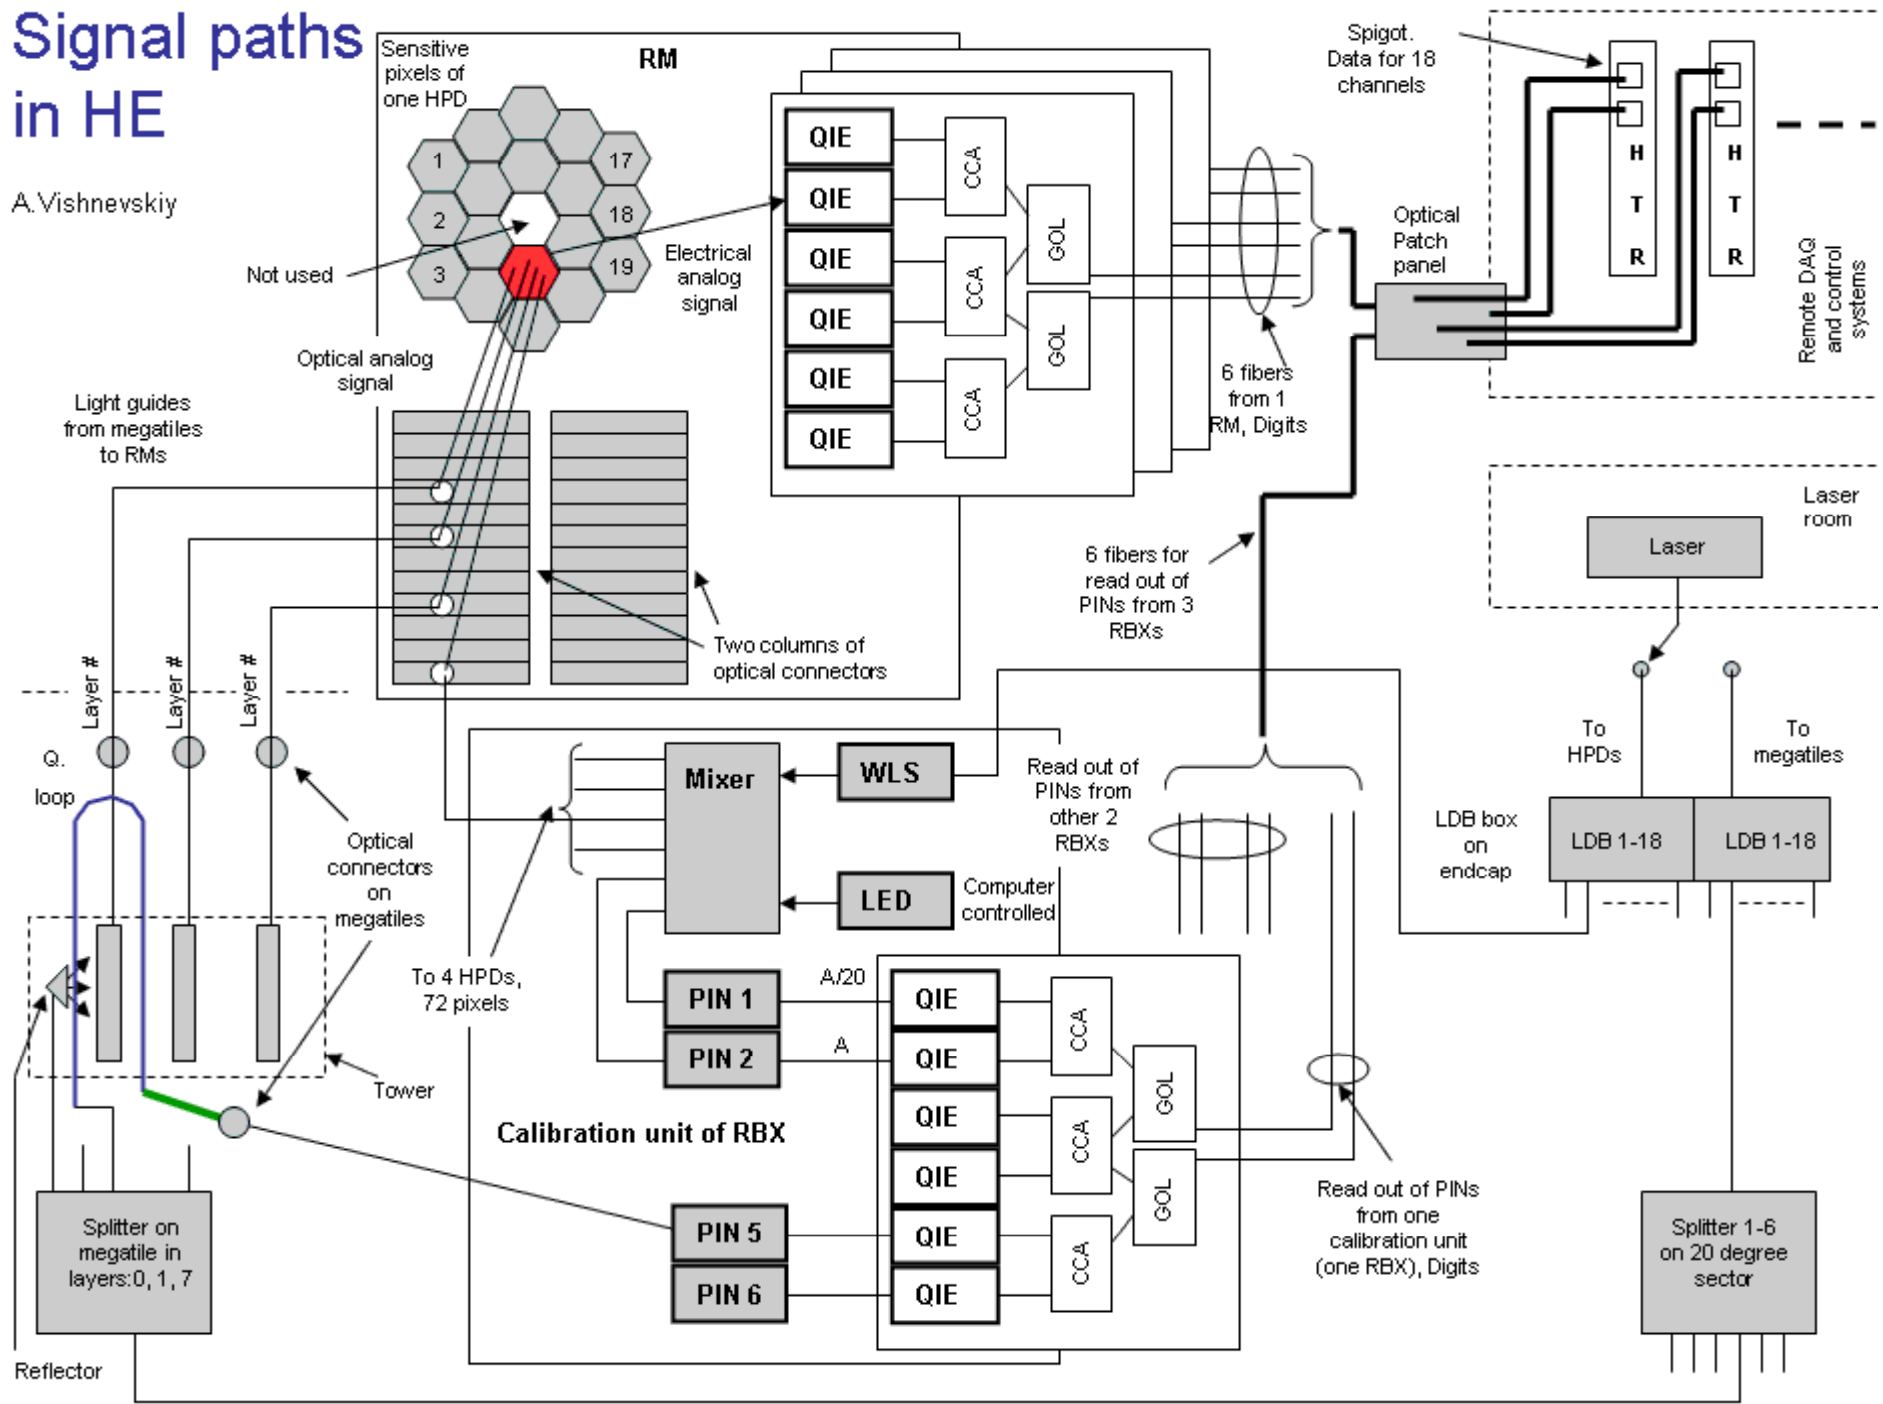 Signal paths
in HE
A.Vishnevskiy
Sensitive
pixels of
one HPD
RM
1
2
3
17
18
19
Not used
Electrical
analog
signal
Optical analog
signal
Light guides
from megatiles
to RMs
QIE
QIE
QIE
QIE
QIE
QIE
CCA
CCA
CCA
GOL
GOL
6 fibers
from 1
RM, Digits
Optical
Patch
panel
Spigot.
Data for 18
channels
H
T
R
H
T
R
Remote DAQ
and control
systems
Two columns of
optical connectors
6 fibers for
read out of
PINs from 3
RBXs
Laser
room
Laser
To
HPDs
To
megatiles
LDB box
on
endcap
LDB 1-18
LDB 1-18
Layer #
Layer #
Layer #
Q.
loop
Optical
connectors
on
megatiles
Tower
Mixer
WLS
LED
Computer
controlled
Read out of
PINs from
other 2
RBXs
To 4 HPDs,
72 pixels
PIN 1
PIN 2
A/20
A
Calibration unit of RBX
PIN 5
PIN 6
QIE
QIE
QIE
QIE
QIE
QIE
CCA
CCA
CCA
GOL
GOL
Read out of PINs
from one
calibration unit
(one RBX), Digits
Splitter on
megatile in
layers:0, 1, 7
Reflector
Splitter 1-6
on 20 degree
sector